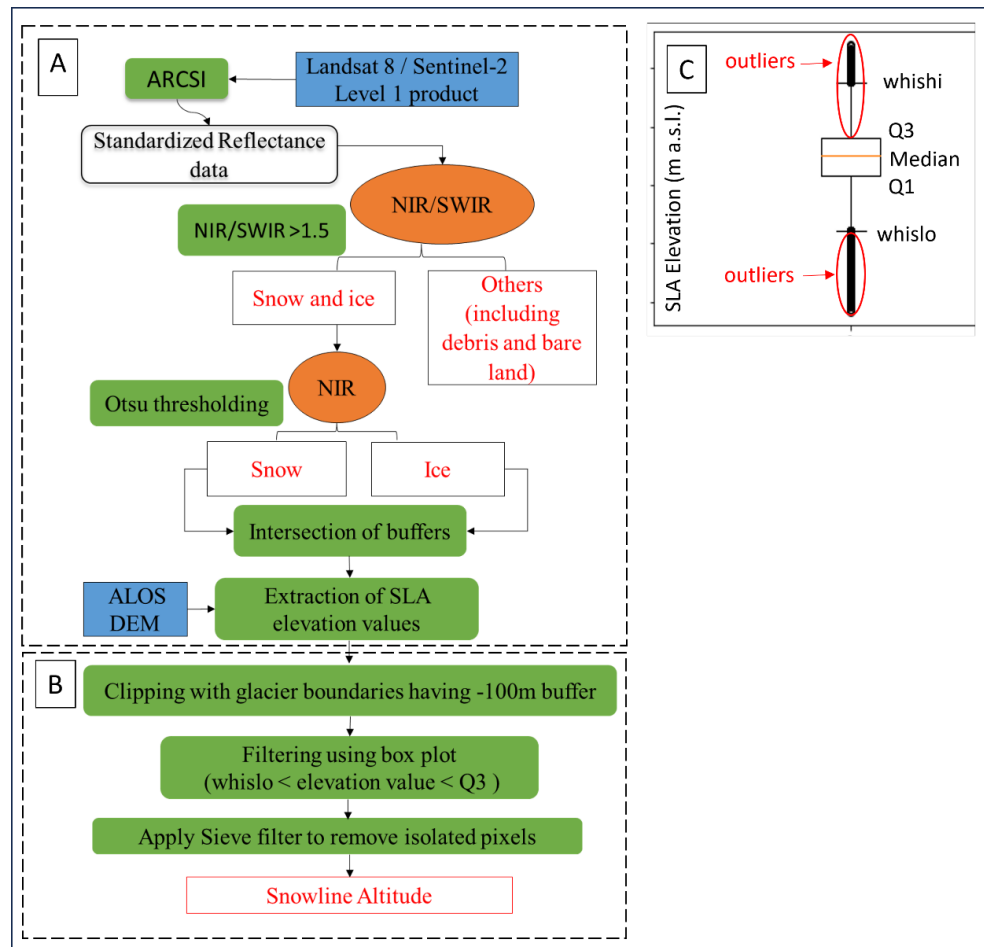 A
ARCSI
Landsat 8 / Sentinel-2
Level 1 product
Standardized Reflectance
data
NIR/SWIR
NIR/SWIR >1.5
Snow and ice
Others
(including
debris and bare
land)
NIR
Otsu thresholding
Snow
Ice
Intersection of buffers
ALOS
DEM
Extraction of SLA
elevation values
B
Clipping with glacier boundaries having -100m buffer
Filtering using box plot
(whislo < elevation value < Q3 )
Apply Sieve filter to remove isolated pixels
Snowline Altitude
C
SLA Elevation (m a.s.l.)
outliers
whishi
Q3
Median
Q1
whislo
outliers